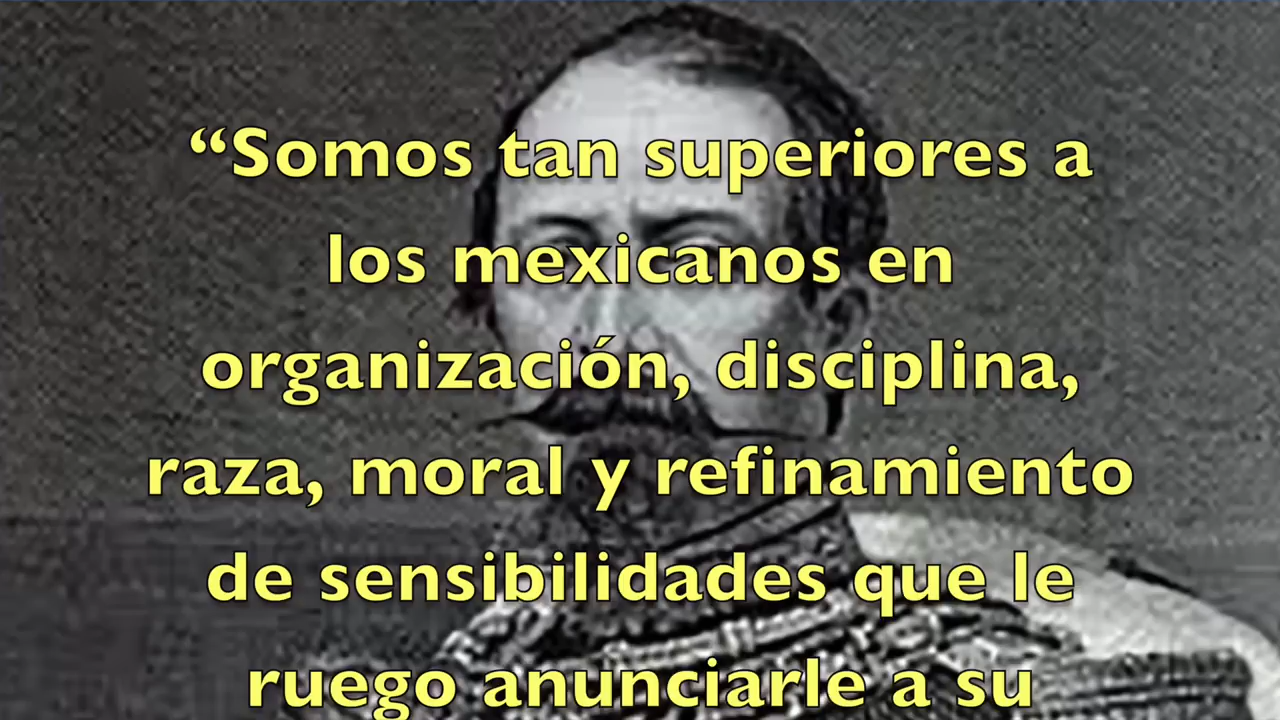 “Somos tan superiores a
los mexicanos en
organización, disciplina,
raza, moral y refinamiento
de sensibilidades que le
ruego anunciarle a su